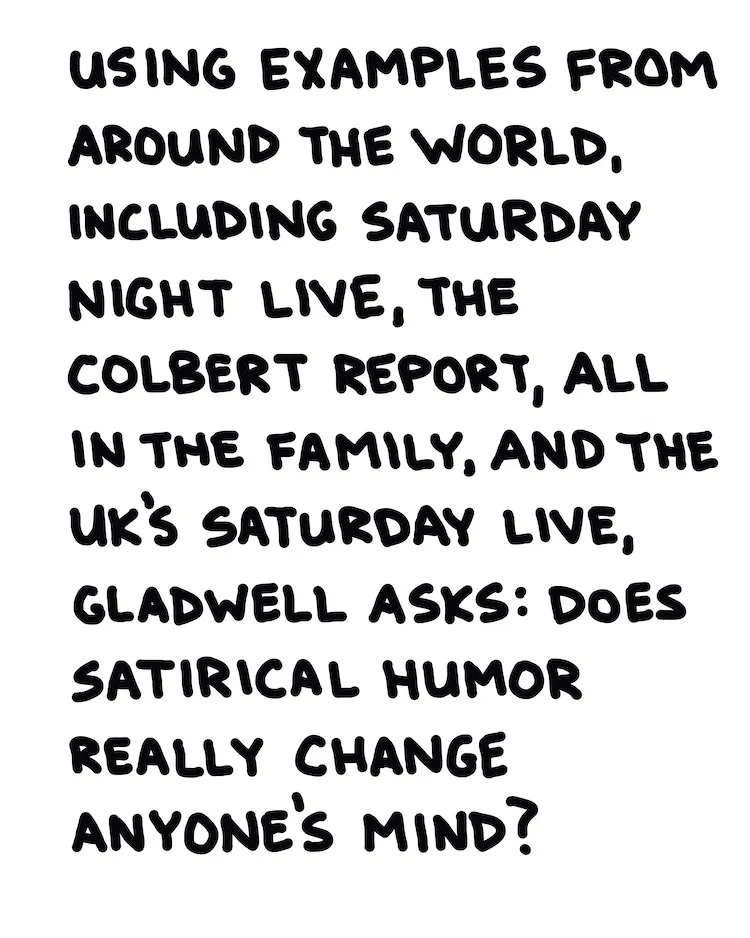 USING EXAMPLES FROM
AROUND THE WORLD,
INCLUDING SATURDAY
NIGHT LIVE, THE
COLBERT REPORT, ALL
IN THE FAMILY, AND THE
UK'S SATURDAY LIVE,
GLADWELL ASKS: DOES
SATIRICAL HUMOR
REALLY CHANGE
ANYONE'S MIND?